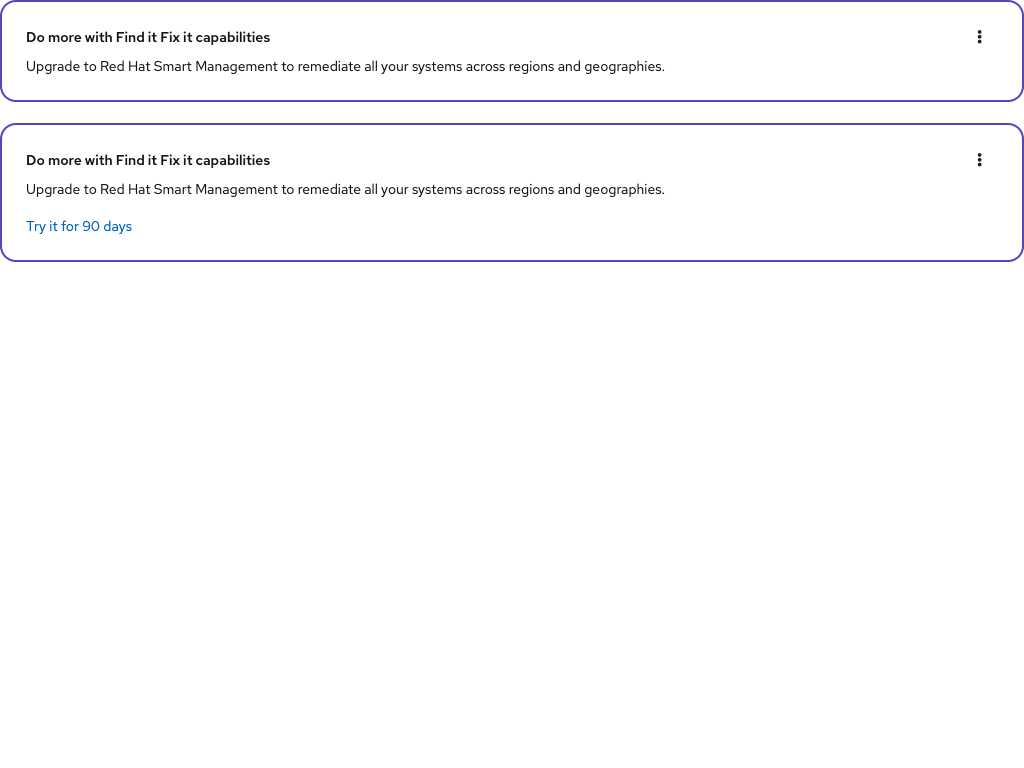 Do more with Find it Fix it capabilities
Upgrade to Red Hat Smart Management to remediate all your systems across regions and geographies.
Do more with Find it Fix it capabilities
Upgrade to Red Hat Smart Management to remediate all your systems across regions and geographies.
Try it for 90 days